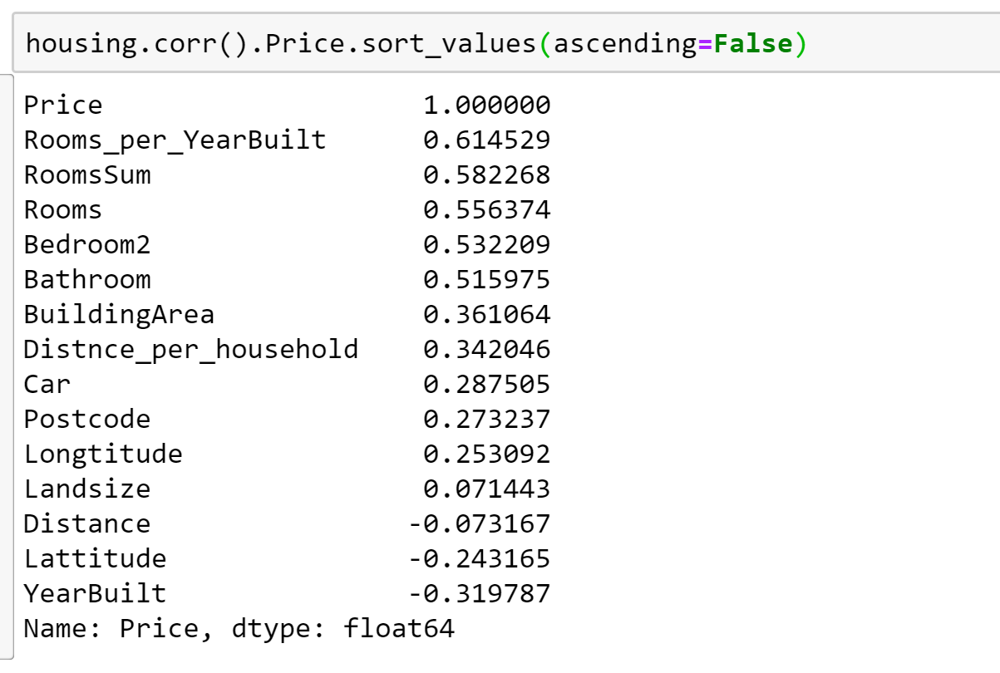 housing.corr().Price.sort_values(ascending=False)
Price 1.000000
Rooms_per_YearBuilt 0.614529
RoomsSum 0.582268
Rooms 0.556374
Bedroom2 0.532209
Bathroom 0.515975
BuildingArea 0.361064
Distnce_per_household 0.342046
Car 0.287505
Postcode 0.273237
Longtitude 0.253092
Landsize 0.071443
Distance -0.073167
Lattitude -0.243165
YearBuilt -0.319787
Name: Price, dtype: float64